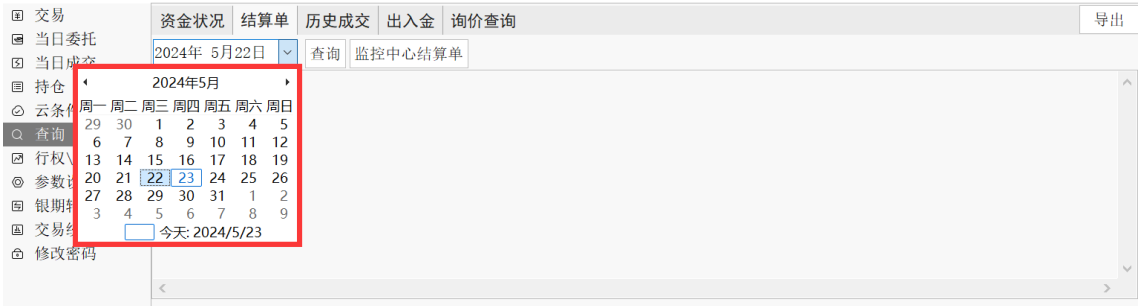 交易
当日委托
当日成交
持仓
云条件
查询
行权\
参数设
银期转
交易
修改密码
资金状况 结算单 历史成交 出入金 询价查询 导出
2024年 5月22日 查询 监控中心结算单
2024年5月
周一 周二 周三 周四 周五 周六 周日
29 30 1 2 3 4 5
6 7 8 9 10 11 12
13 14 15 16 17 18 19
20 21 22 23 24 25 26
27 28 29 30 31 1 2
3 4 5 6 7 8 9
今天: 2024/5/23